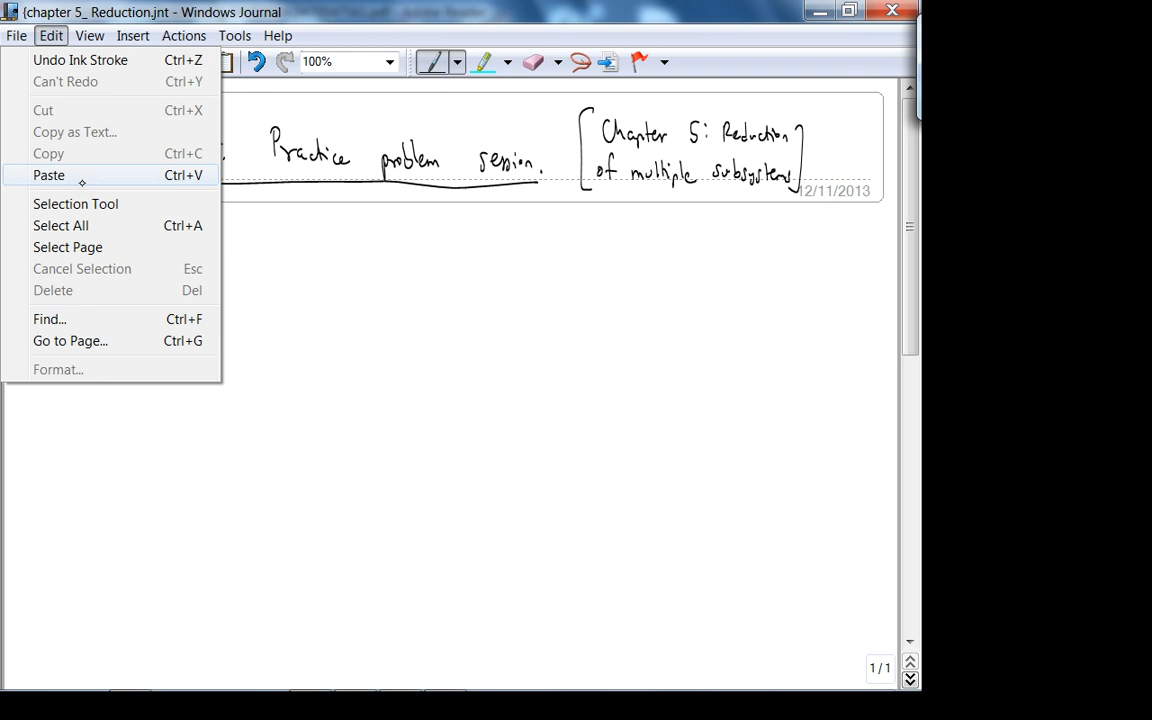 {chapter 5_ Reduction.jnt - Windows Journal
File Edit View Insert Actions Tools Help
Undo Ink Stroke Ctrl+Z
100%
Can't Redo Ctrl+Y
Cut Ctrl+X
Copy as Text...
Copy Ctrl+C
Paste Ctrl+V
Selection Tool
Select All Ctrl+A
Select Page
Cancel Selection Esc
Delete Del
Find... Ctrl+F
Go to Page... Ctrl+G
Format...
Practice problem session.
[Chapter 5: Reduction
of multiple subsystems]
12/11/2013
1 / 1